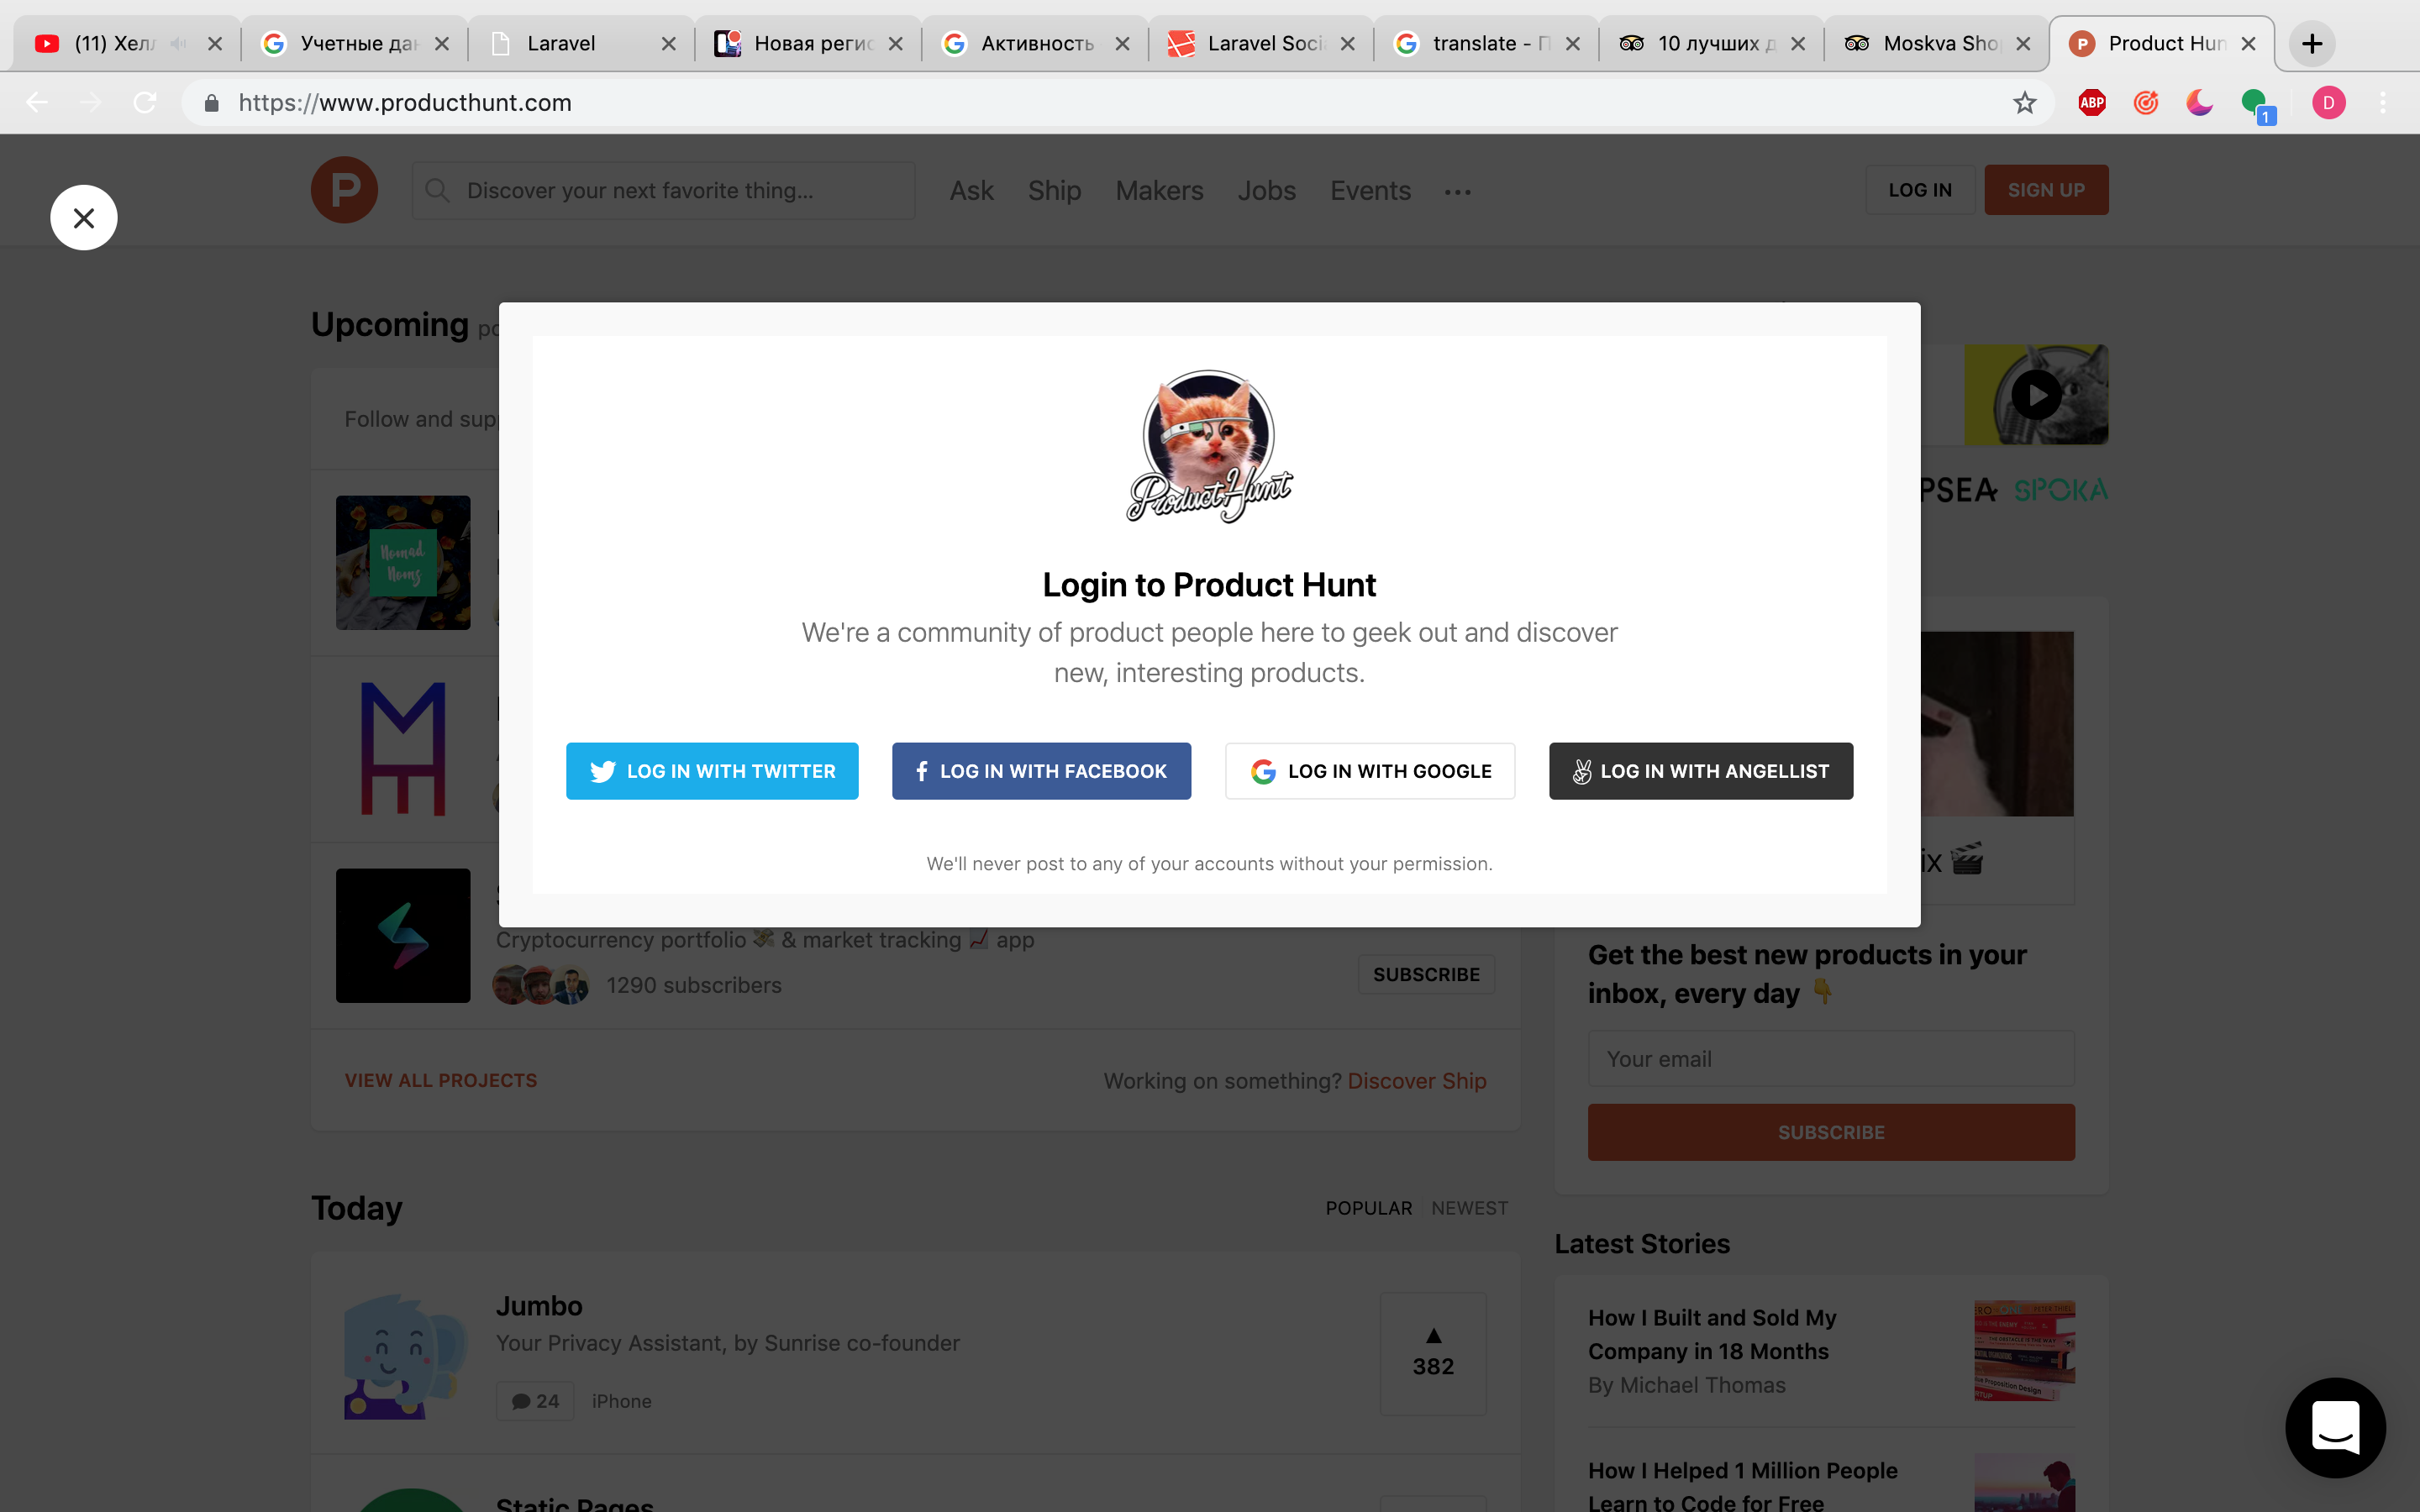 (11) Хелл
Учетные дан
Laravel
Новая регис
Активность
Laravel Soci
translate - П
10 лучших д
Moskva Sho
Product Hun
https://www.producthunt.com
ABP
1
D
P
Discover your next favorite thing...
Ask
Ship
Makers
Jobs
Events
LOG IN
SIGN UP
Upcoming
Follow and supp
Nomad
Homz
PSEA
SPOKA
Product Hunt
Login to Product Hunt
We're a community of product people here to geek out and discover
new, interesting products.
LOG IN WITH TWITTER
LOG IN WITH FACEBOOK
LOG IN WITH GOOGLE
LOG IN WITH ANGELLIST
We'll never post to any of your accounts without your permission.
ix 🎬
Cryptocurrency portfolio 💸 & market tracking 📈 app
1290 subscribers
SUBSCRIBE
VIEW ALL PROJECTS
Working on something? Discover Ship
Get the best new products in your
inbox, every day 👇
Your email
SUBSCRIBE
Today
POPULAR
NEWEST
Jumbo
Your Privacy Assistant, by Sunrise co-founder
24
iPhone
382
Static Pages
Latest Stories
How I Built and Sold My
Company in 18 Months
By Michael Thomas
How I Helped 1 Million People
Learn to Code for Free